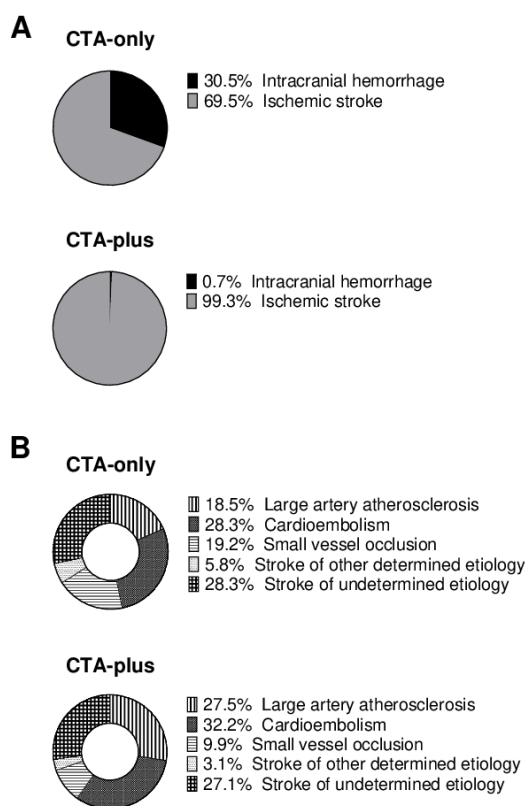 A
CTA-only
30.5% Intracranial hemorrhage
69.5% Ischemic stroke
CTA-plus
0.7% Intracranial hemorrhage
99.3% Ischemic stroke
B
CTA-only
18.5% Large artery atherosclerosis
28.3% Cardioembolism
19.2% Small vessel occlusion
5.8% Stroke of other determined etiology
28.3% Stroke of undetermined etiology
CTA-plus
27.5% Large artery atherosclerosis
32.2% Cardioembolism
9.9% Small vessel occlusion
3.1% Stroke of other determined etiology
27.1% Stroke of undetermined etiology